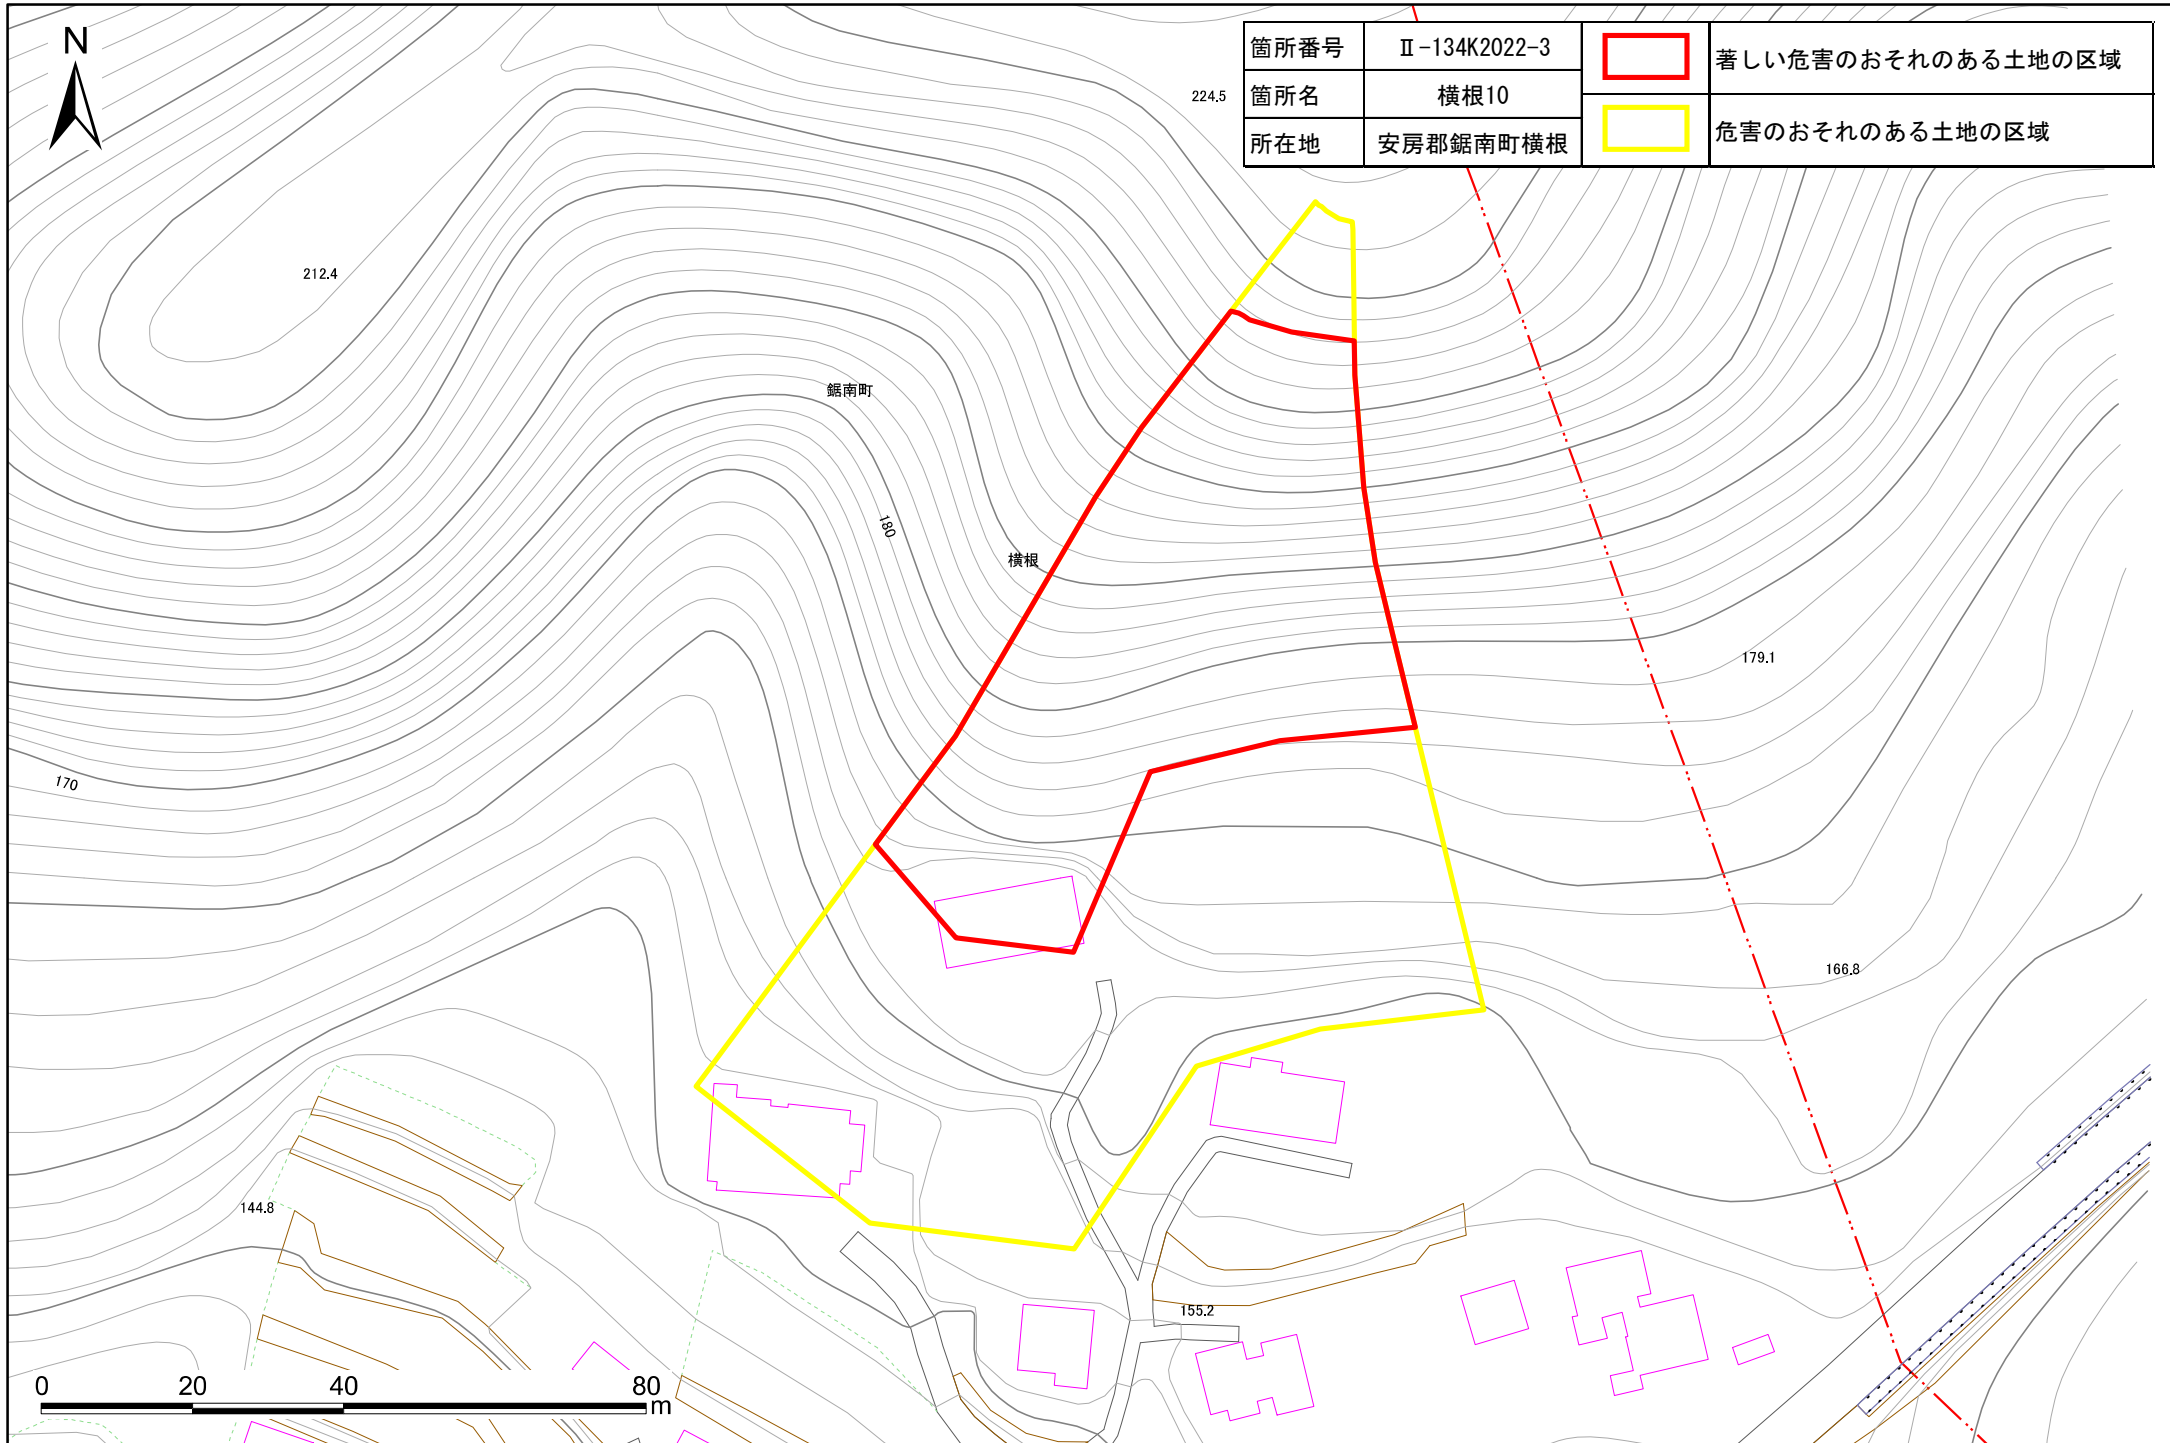 N
箇所番号 Ⅱ-134K2022-3
箇所名 横根10
所在地 安房郡鋸南町横根
著しい危害のおそれのある土地の区域
危害のおそれのある土地の区域
224.5
212.4
鋸南町
180
横根
179.1
170
166.8
144.8
155.2
0 20 40 80
m